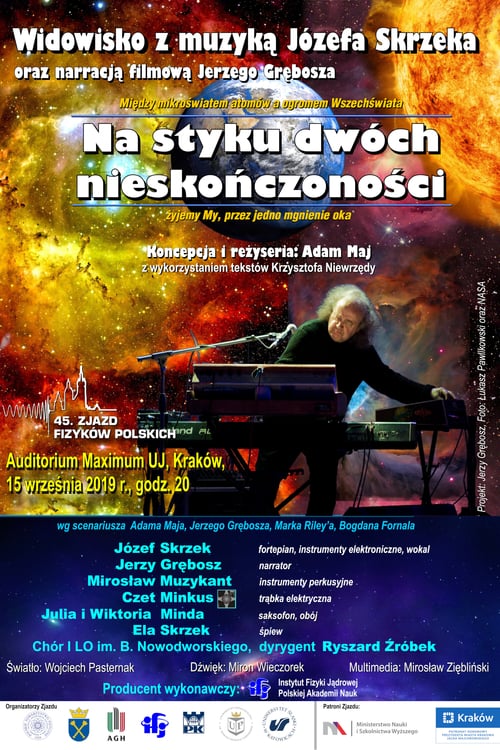 Widowisko z muzyką Józefa Skrzeka
oraz narracją filmową Jerzego Grębosza
Między mikroświatem atomów a ogromem Wszechświata
Na styku dwóch
nieskończoności
żyjemy My, przez jedno mgnienie oka
Koncepcja i reżyseria: Adam Maj
z wykorzystaniem tekstów Krzysztofa Niewrzędy
Projekt: Jerzy Grębosz, Foto: Łukasz Pawlikowski oraz NASA
45. ZJAZD
FIZYKÓW POLSKICH
Auditorium Maximum UJ, Kraków,
15 września 2019 r., godz. 20
wg scenariusza Adama Maja, Jerzego Grębosza, Marka Riley'a, Bogdana Fornala
Józef Skrzek fortepian, instrumenty elektroniczne, wokal
Jerzy Grębosz narrator
Mirosław Muzykant instrumenty perkusyjne
Czet Minkus trąbka elektryczna
Julia i Wiktoria Minda saksofon, obój
Ela Skrzek śpiew
Chór I LO im. B. Nowodworskiego, dyrygent Ryszard Źróbek
Światło: Wojciech Pasternak Dźwięk: Miron Wieczorek Multimedia: Mirosław Ziębliński
Producent wykonawczy: ifj Instytut Fizyki Jądrowej
Polskiej Akademii Nauk
Organizatorzy Zjazdu Patroni Zjazdu:
AGH
PK
Ministerstwo Nauki
i Szkolnictwa Wyższego
Kraków